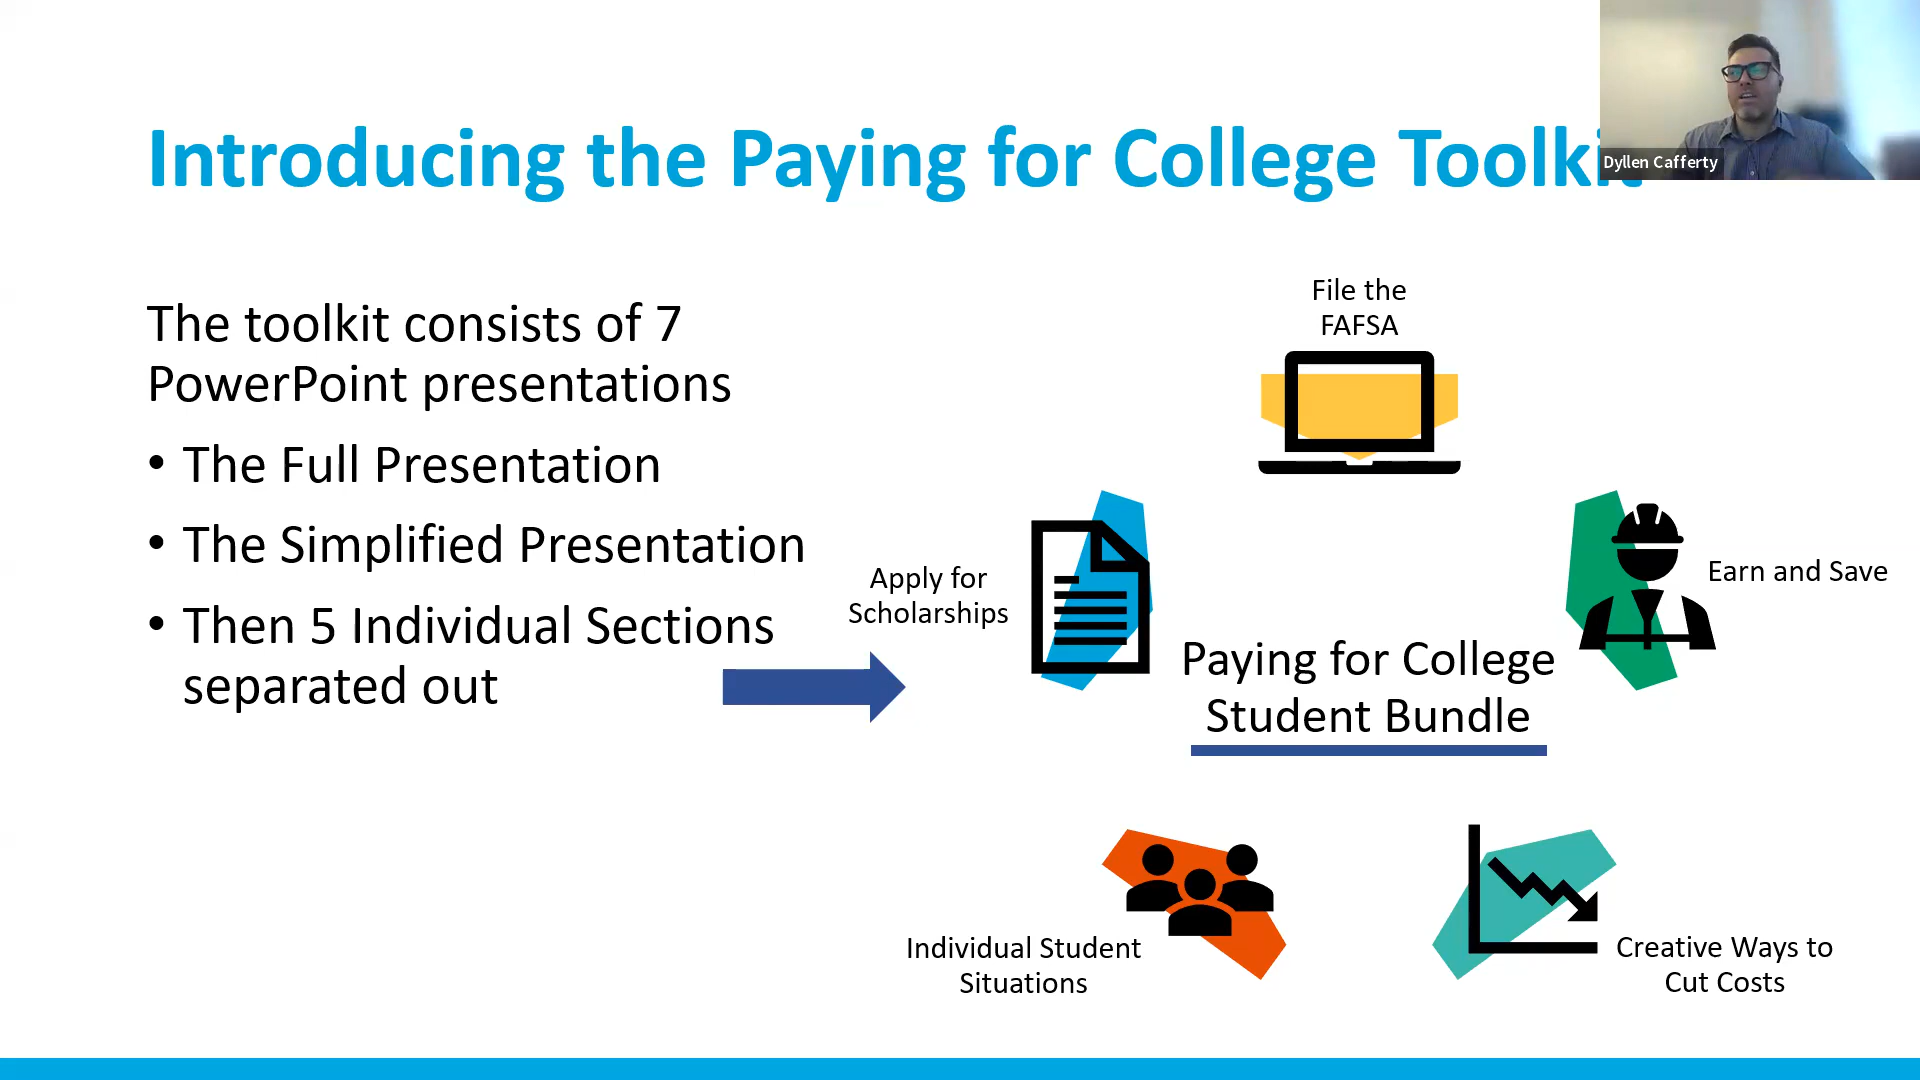 Introducing the Paying for College Toolkit
Dyllen Cafferty
The toolkit consists of 7
PowerPoint presentations
• The Full Presentation
• The Simplified Presentation
• Then 5 Individual Sections
separated out
File the
FAFSA
Apply for
Scholarships
Earn and Save
Paying for College
Student Bundle
Individual Student
Situations
Creative Ways to
Cut Costs